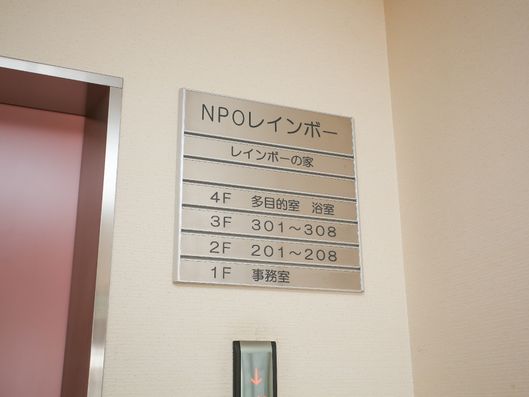 NPOレインボー
レインボーの家
4F 多目的室 浴室
3F 301～308
2F 201～208
1F 事務室